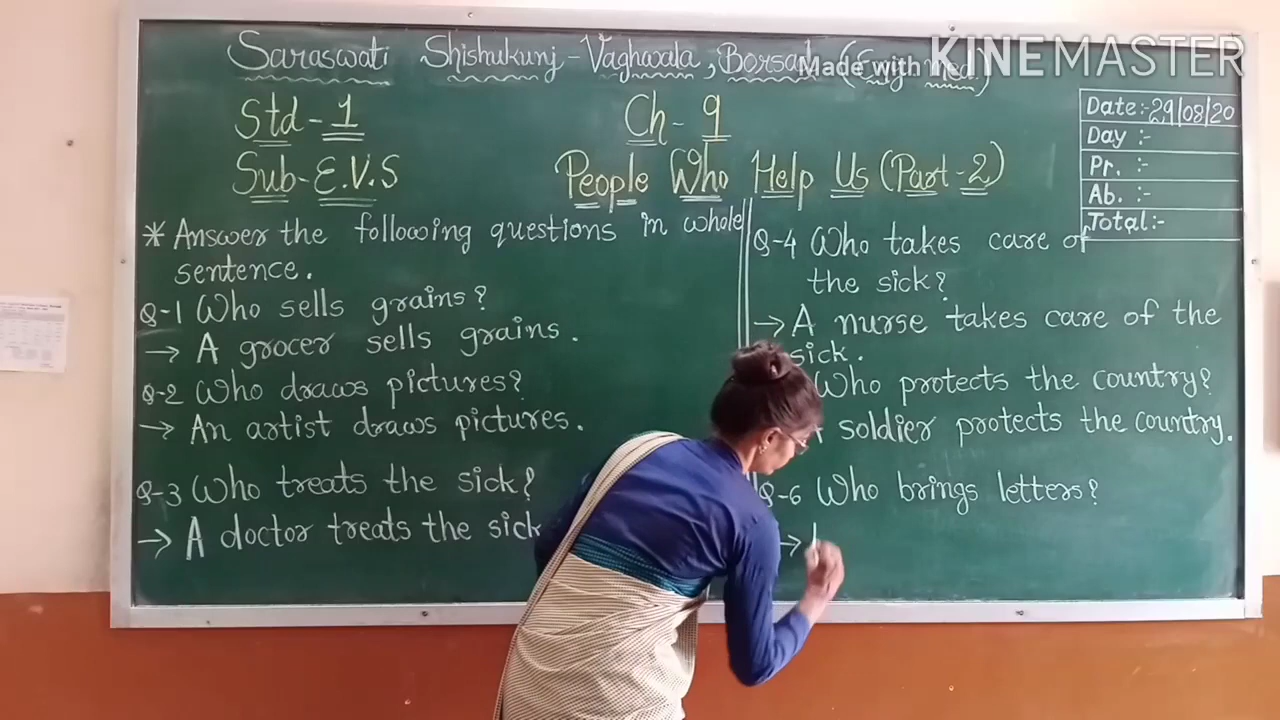 Saraswati Shishukunj - Vaghwala, Borsad (Eng. Med.)
Made with KINEMASTER
Std - 1
Ch - 9
Sub - E.V.S
People Who Help Us (Part - 2)
Date :- 29/08/20
Day :-
Pr. :-
Ab. :-
Total :-
* Answer the following questions in whole
sentence.
Q-1 Who sells grains?
→ A grocer sells grains.
Q-2 Who draws pictures?
→ An artist draws pictures.
Q-3 Who treats the sick?
→ A doctor treats the sick
Q-4 Who takes care of
the sick?
→ A nurse takes care of the
sick.
Who protects the country?
soldier protects the country.
Q-6 Who brings letters?
→